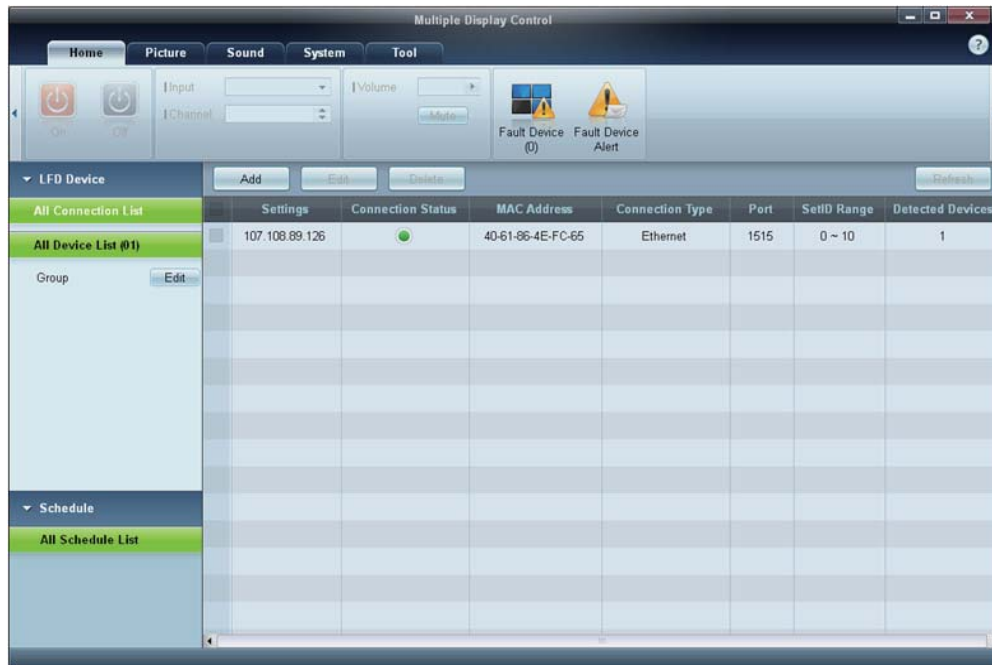 Multiple Display Control
Home Picture Sound System Tool
?
Input
Channel
On Off
Volume
Mute
Fault Device
(0)
Fault Device
Alert
LFD Device
Add Edit Delete Refresh
All Connection List
Settings Connection Status MAC Address Connection Type Port SetID Range Detected Devices
107.108.89.126 40-61-86-4E-FC-65 Ethernet 1515 0 ~ 10 1
All Device List (01)
Group Edit
Schedule
All Schedule List